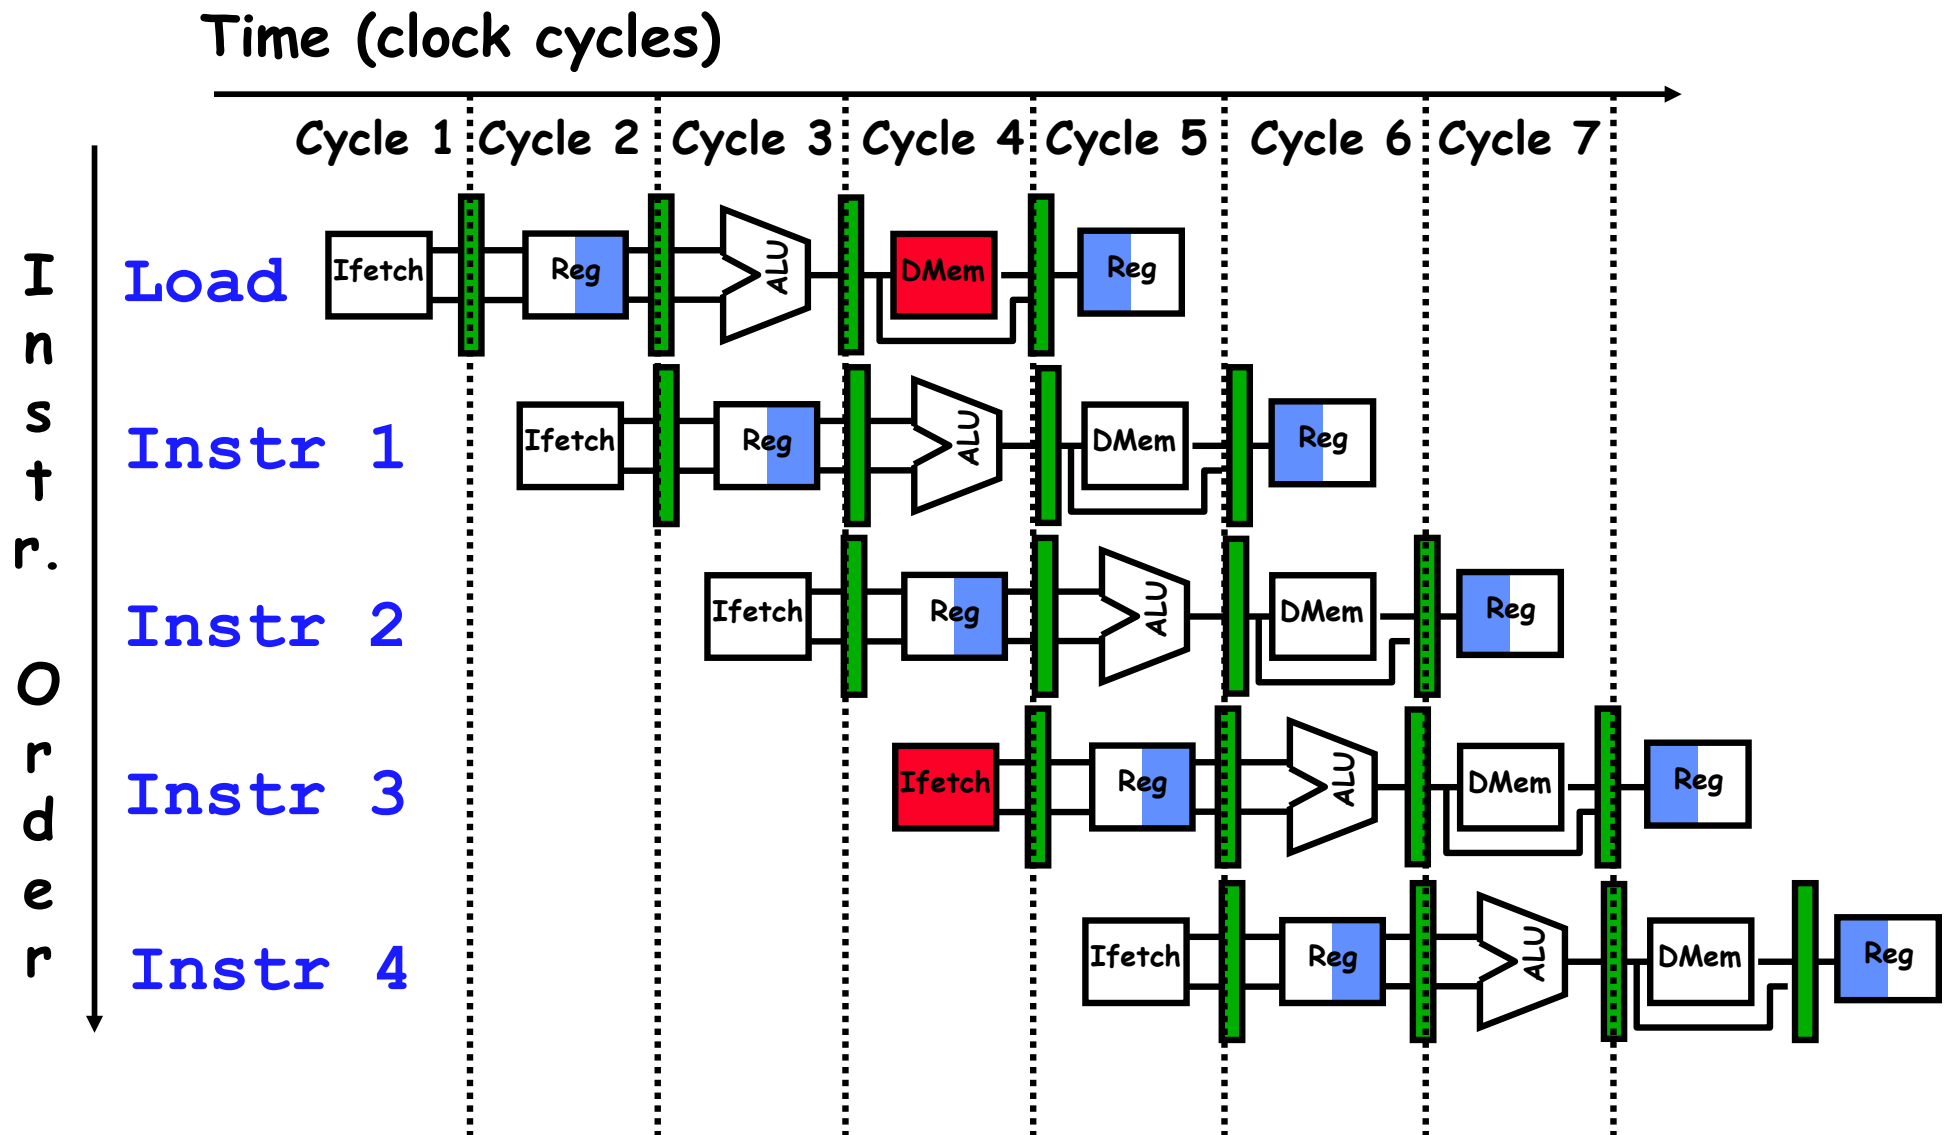 Time (clock cycles)
Cycle 1 Cycle 2 Cycle 3 Cycle 4 Cycle 5 Cycle 6 Cycle 7
Instr. Order
Load Ifetch Reg ALU DMem Reg
Instr 1 Ifetch Reg ALU DMem Reg
Instr 2 Ifetch Reg ALU DMem Reg
Instr 3 Ifetch Reg ALU DMem Reg
Instr 4 Ifetch Reg ALU DMem Reg